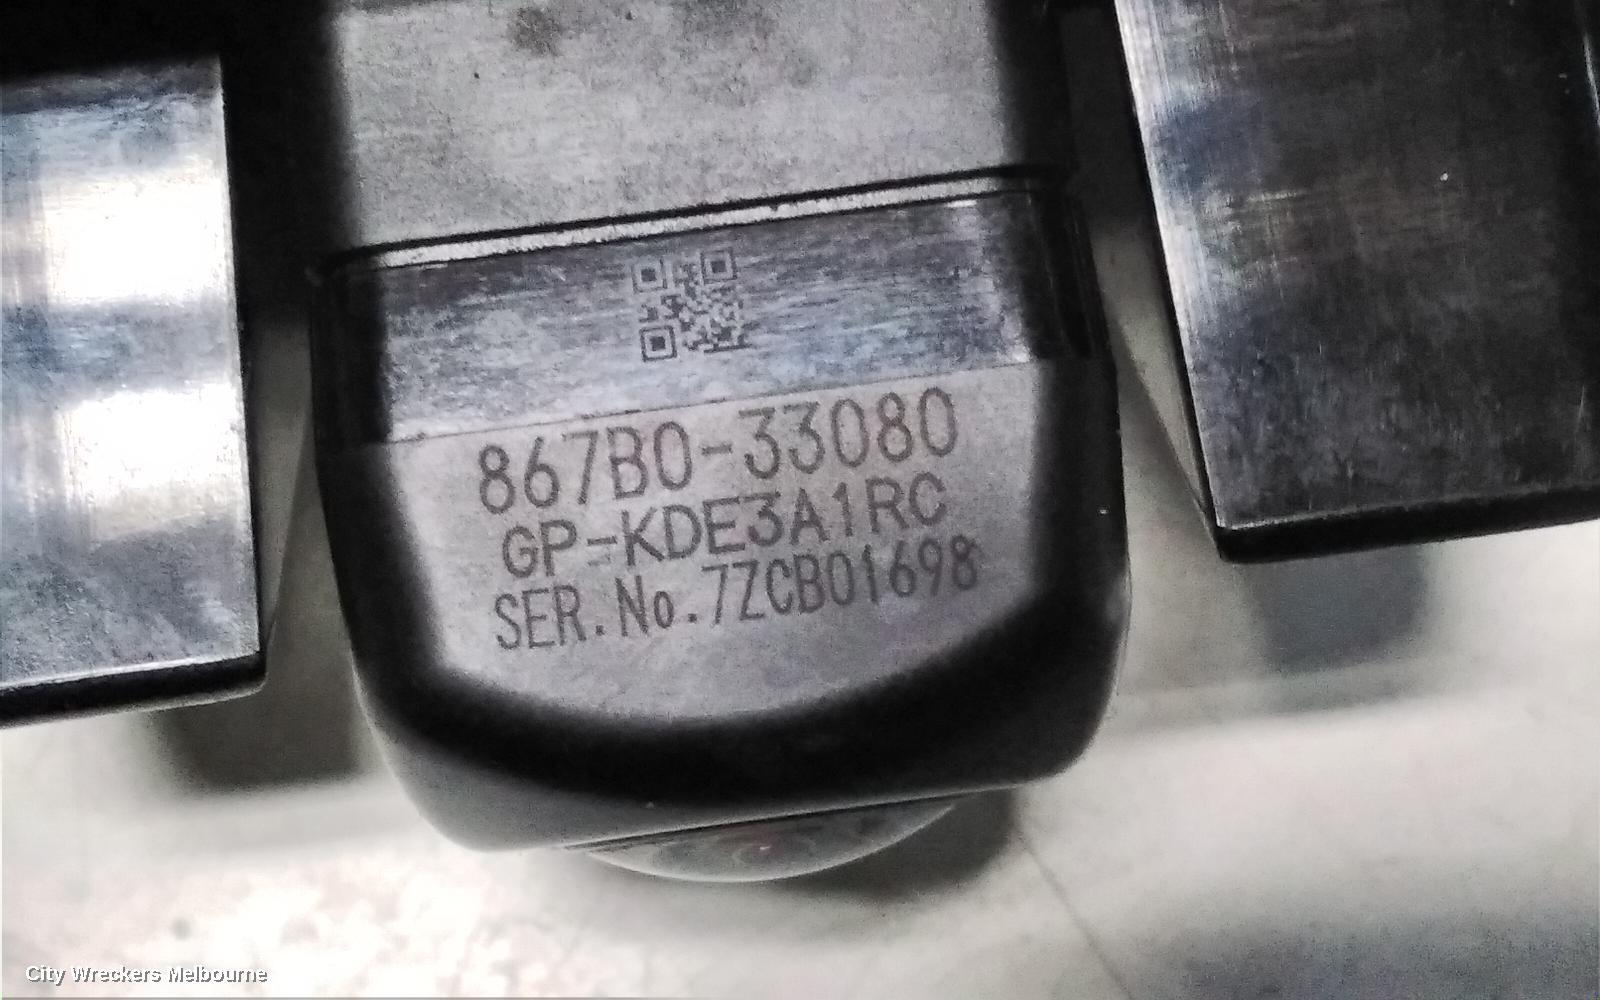 867B0-33080
GP-KDE3A1RC
SER.No.7ZCB01698
City Wreckers Melbourne